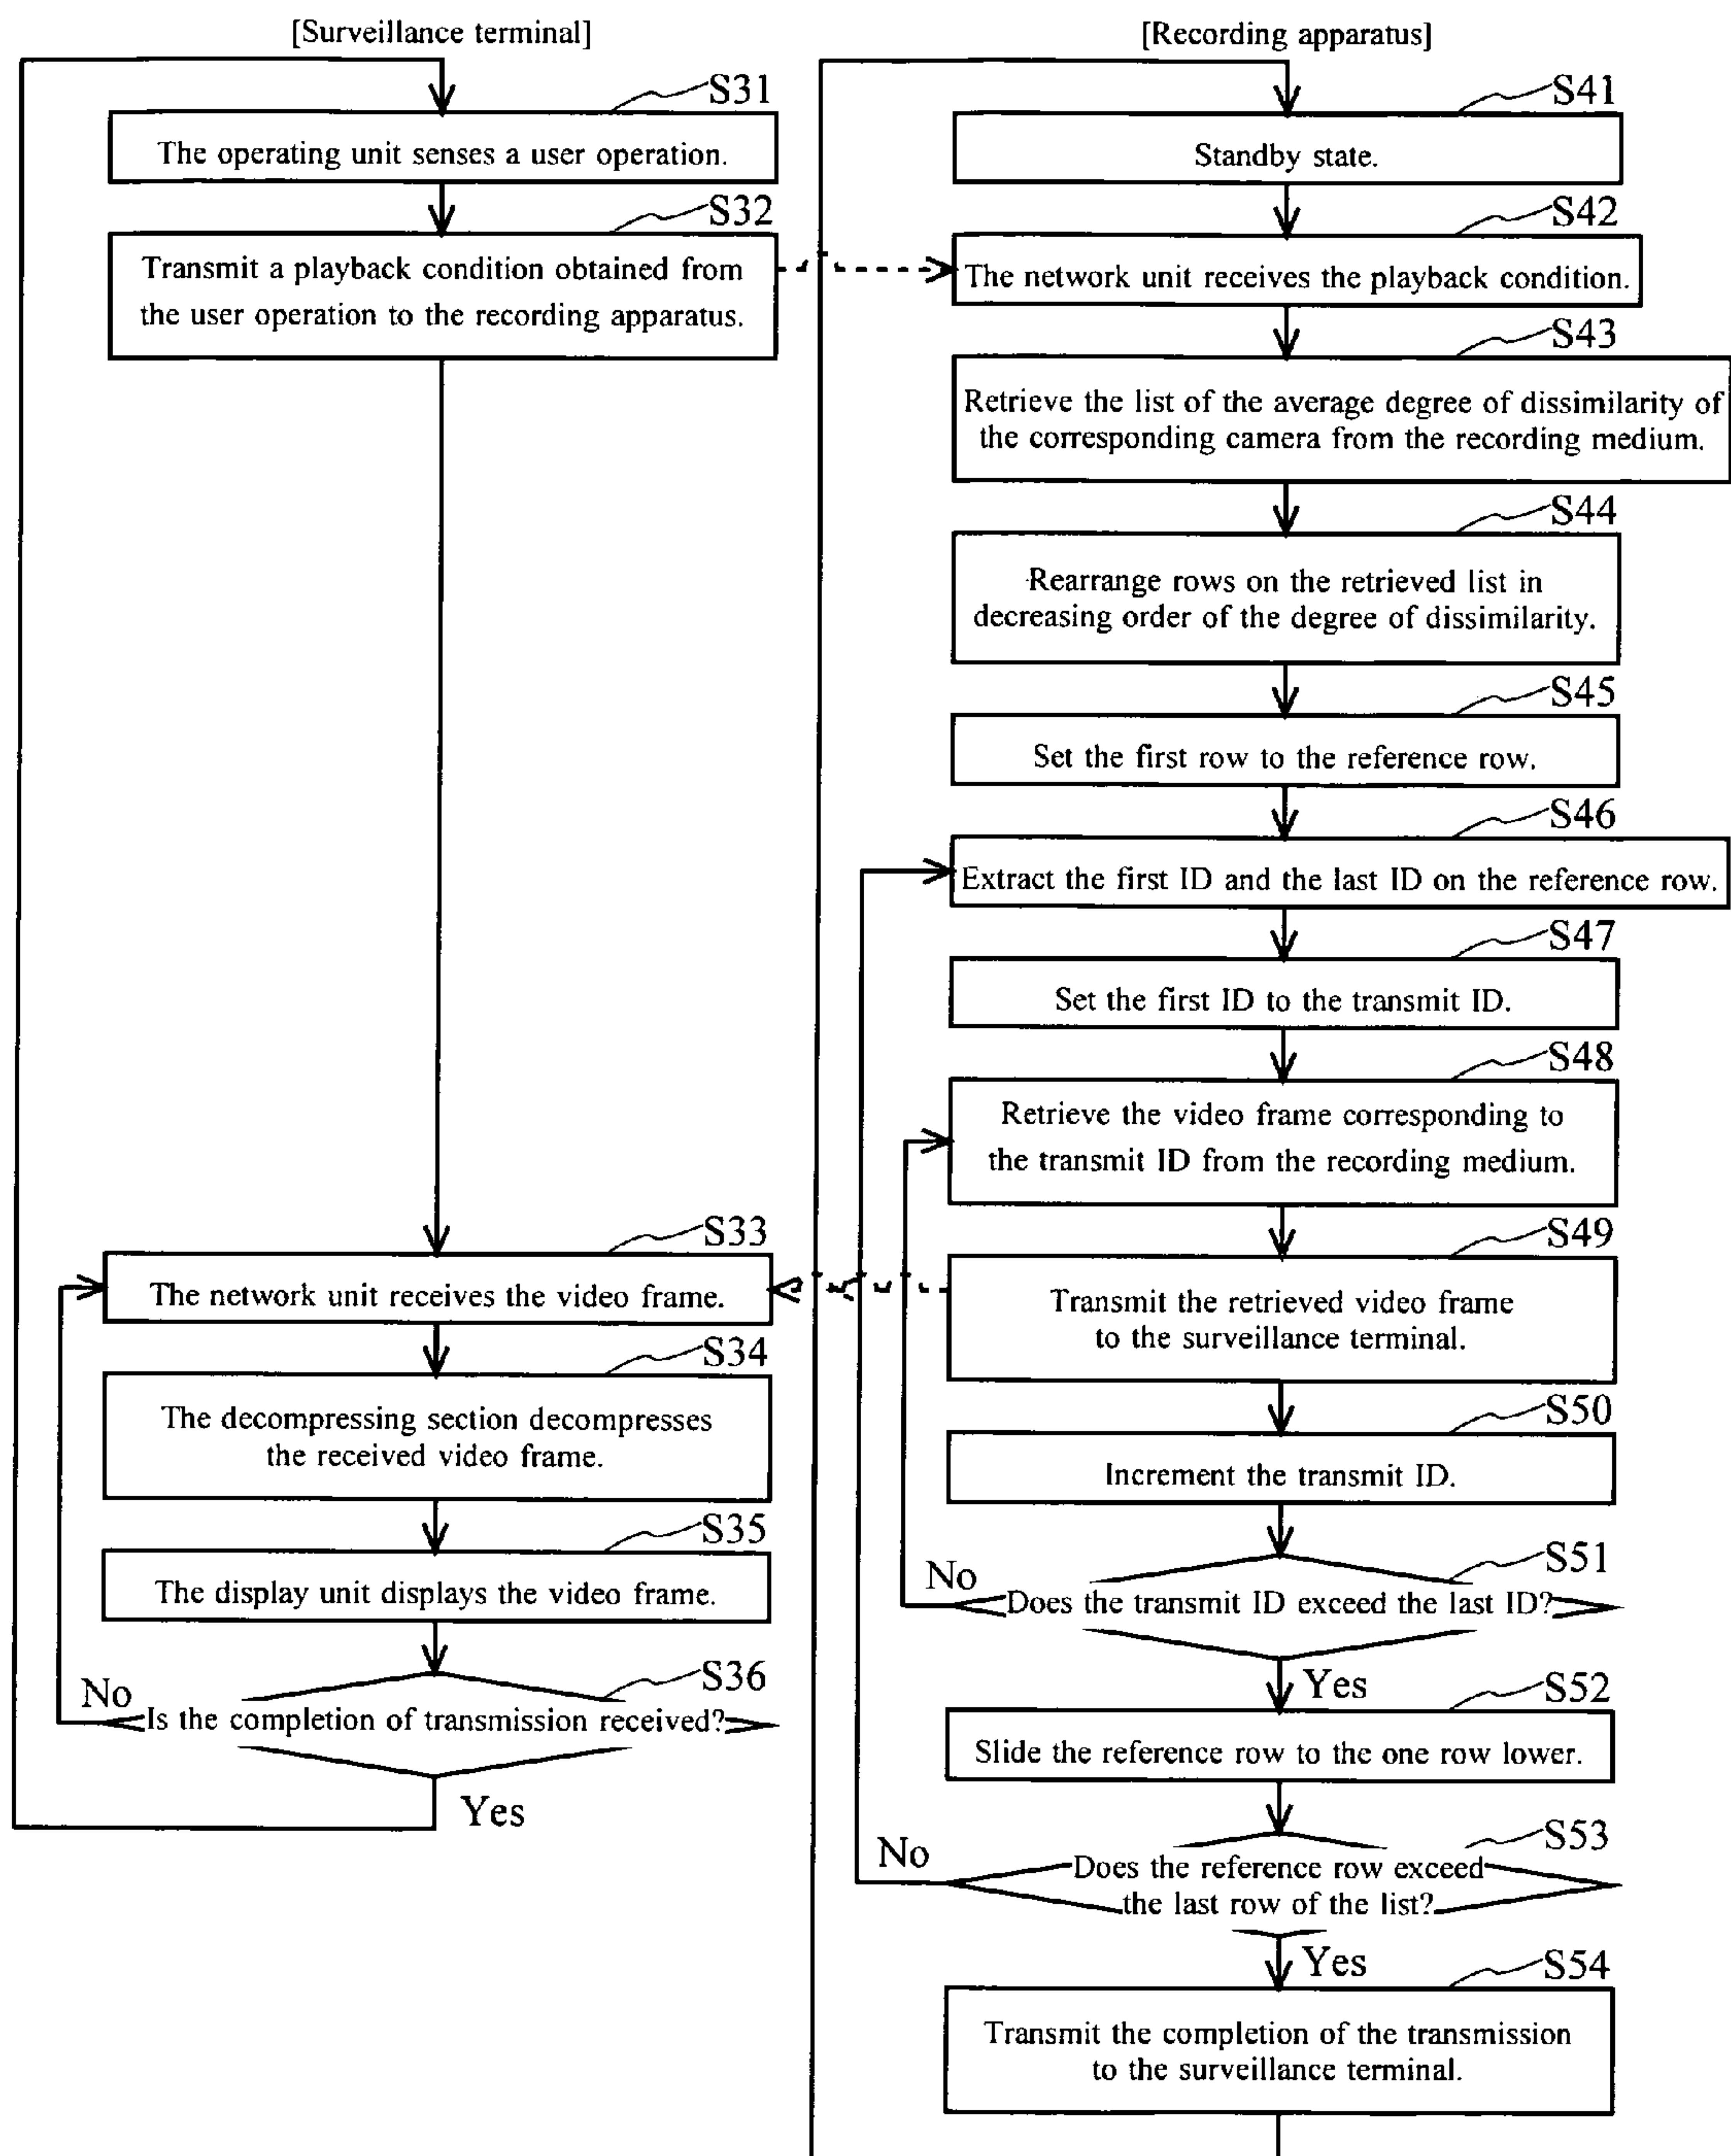 [Surveillance terminal]
S31
The operating unit senses a user operation.
S32
Transmit a playback condition obtained from
the user operation to the recording apparatus.
S33
The network unit receives the video frame.
S34
The decompressing section decompresses
the received video frame.
S35
The display unit displays the video frame.
S36
No
Is the completion of transmission received?
Yes
[Recording apparatus]
S41
Standby state.
S42
The network unit receives the playback condition.
S43
Retrieve the list of the average degree of dissimilarity of
the corresponding camera from the recording medium.
S44
Rearrange rows on the retrieved list in
decreasing order of the degree of dissimilarity.
S45
Set the first row to the reference row.
S46
Extract the first ID and the last ID on the reference row.
S47
Set the first ID to the transmit ID.
S48
Retrieve the video frame corresponding to
the transmit ID from the recording medium.
S49
Transmit the retrieved video frame
to the surveillance terminal.
S50
Increment the transmit ID.
S51
No
Does the transmit ID exceed the last ID?
Yes
S52
Slide the reference row to the one row lower.
S53
No
Does the reference row exceed
the last row of the list?
Yes
S54
Transmit the completion of the transmission
to the surveillance terminal.